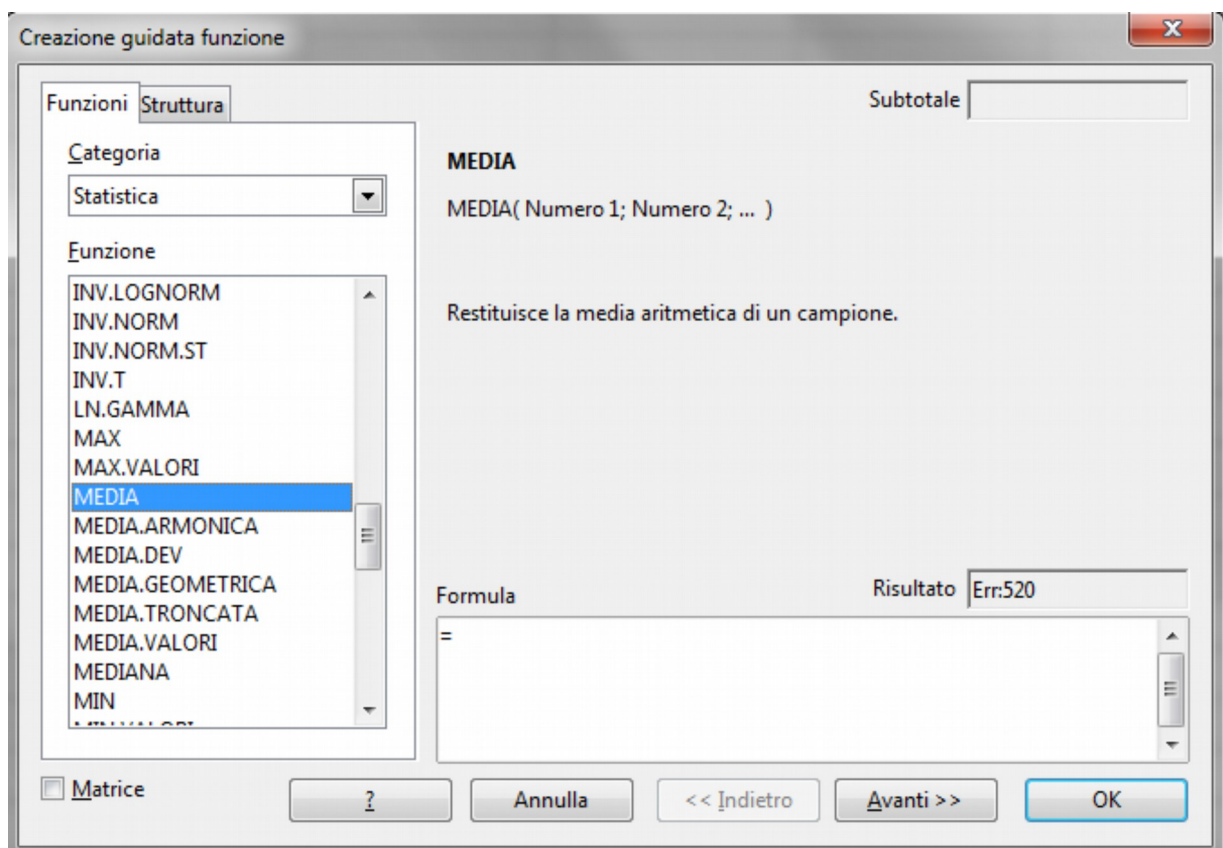 Creazione guidata funzione
Funzioni Struttura
Subtotale
Categoria
Statistica
Funzione
INV.LOGNORM
INV.NORM
INV.NORM.ST
INV.T
LN.GAMMA
MAX
MAX.VALORI
MEDIA
MEDIA.ARMONICA
MEDIA.DEV
MEDIA.GEOMETRICA
MEDIA.TRONCATA
MEDIA.VALORI
MEDIANA
MIN
MEDIA
MEDIA( Numero 1; Numero 2; ... )
Restituisce la media aritmetica di un campione.
Formula
Risultato Err:520
=
Matrice
?
Annulla
<< Indietro
Avanti >>
OK